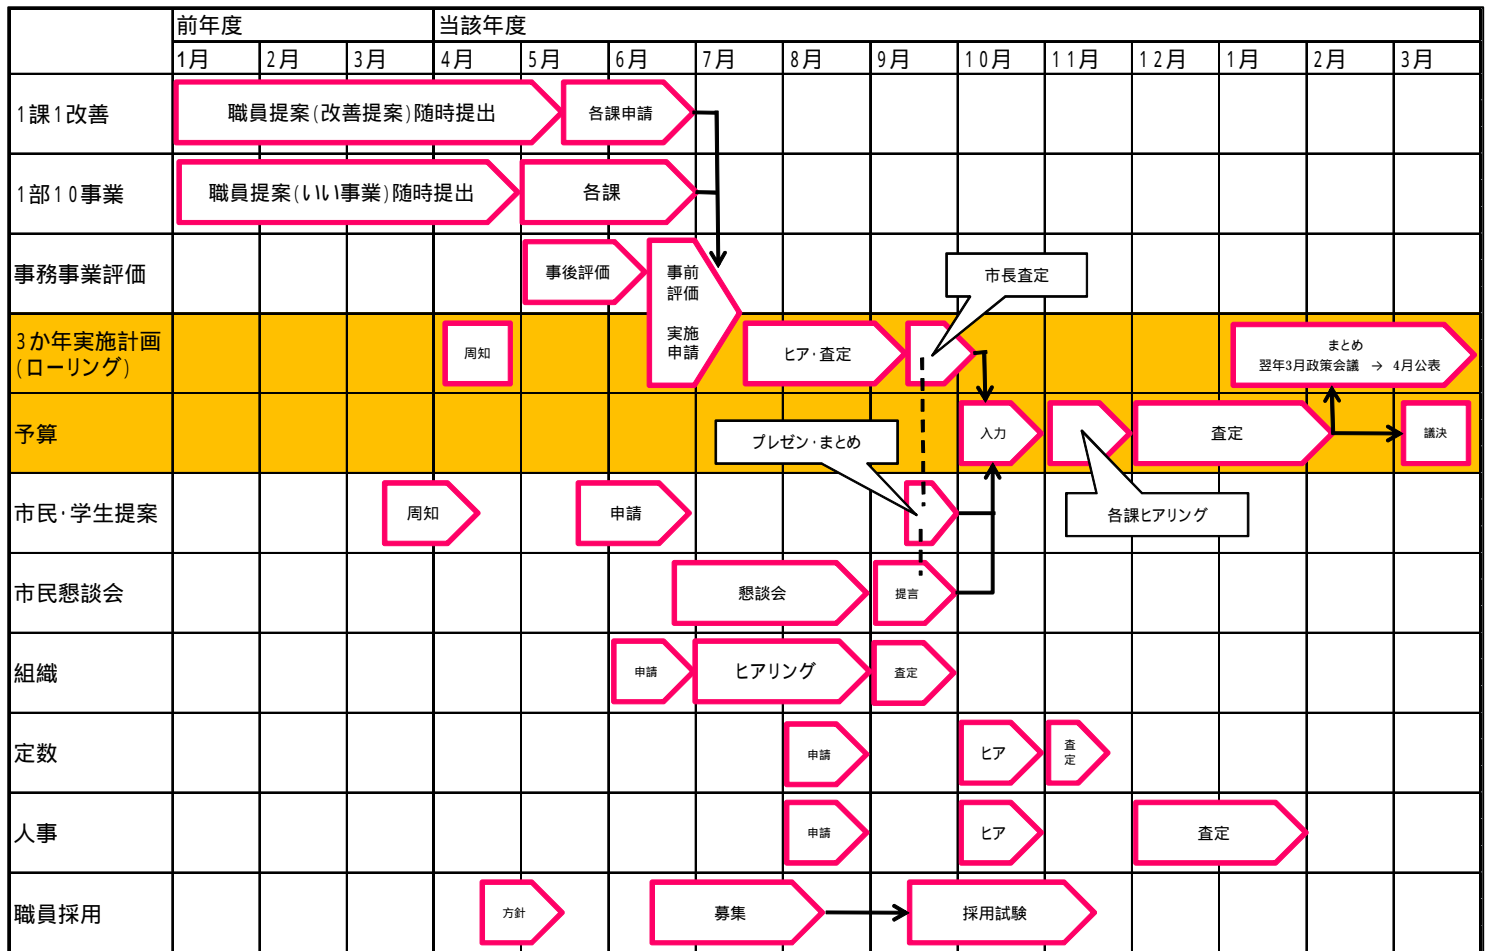 前年度
当該年度
1月
2月
3月
4月
5月
6月
7月
8月
9月
10月
11月
12月
1月
2月
3月
1課1改善
職員提案(改善提案)随時提出
各課申請
1部10事業
職員提案(いい事業)随時提出
各課
事務事業評価
事後評価
事前
評価
実施
申請
市長査定
3か年実施計画
(ローリング)
周知
ヒア・査定
まとめ
翌年3月政策会議 → 4月公表
予算
プレゼン・まとめ
入力
査定
議決
市民・学生提案
周知
申請
各課ヒアリング
市民懇談会
懇談会
提言
組織
申請
ヒアリング
査定
定数
申請
ヒア
査
定
人事
申請
ヒア
査定
職員採用
方針
募集
採用試験